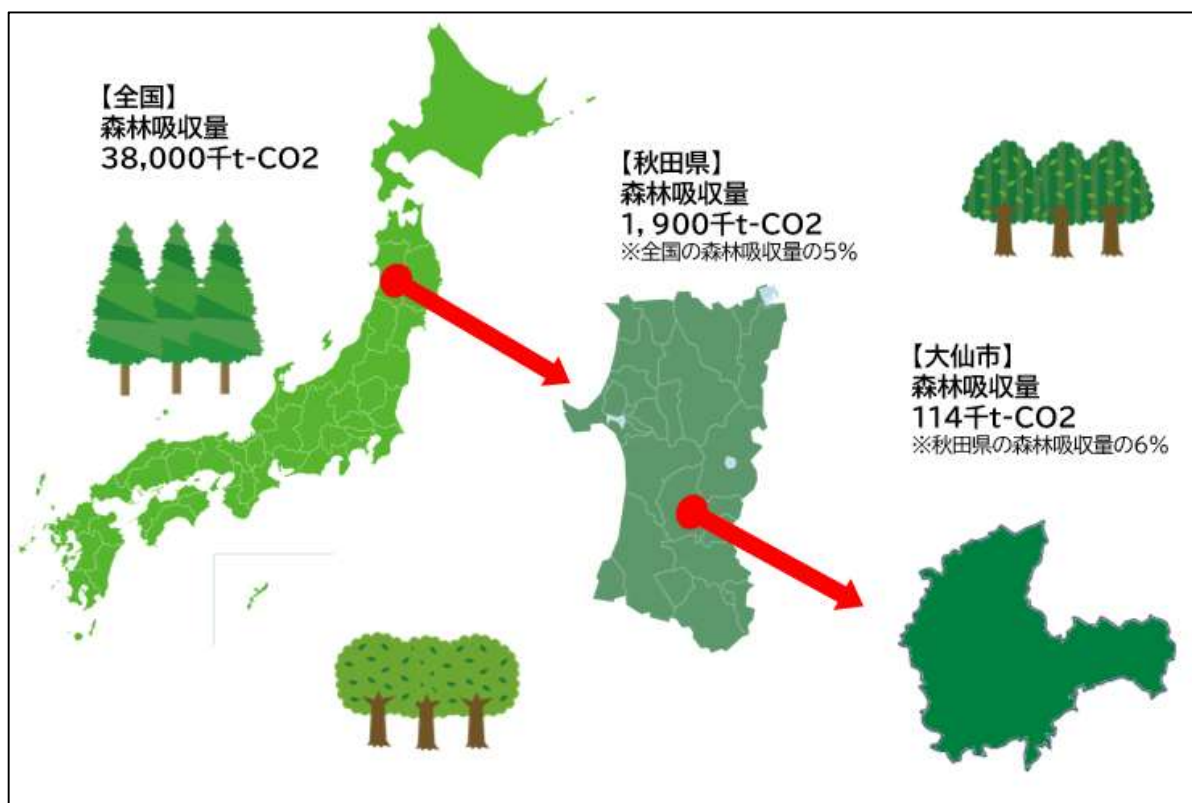 【全国】
森林吸収量
38,000千t-CO2
【秋田県】
森林吸収量
1,900千t-CO2
※全国の森林吸収量の5%
【大仙市】
森林吸収量
114千t-CO2
※秋田県の森林吸収量の6%